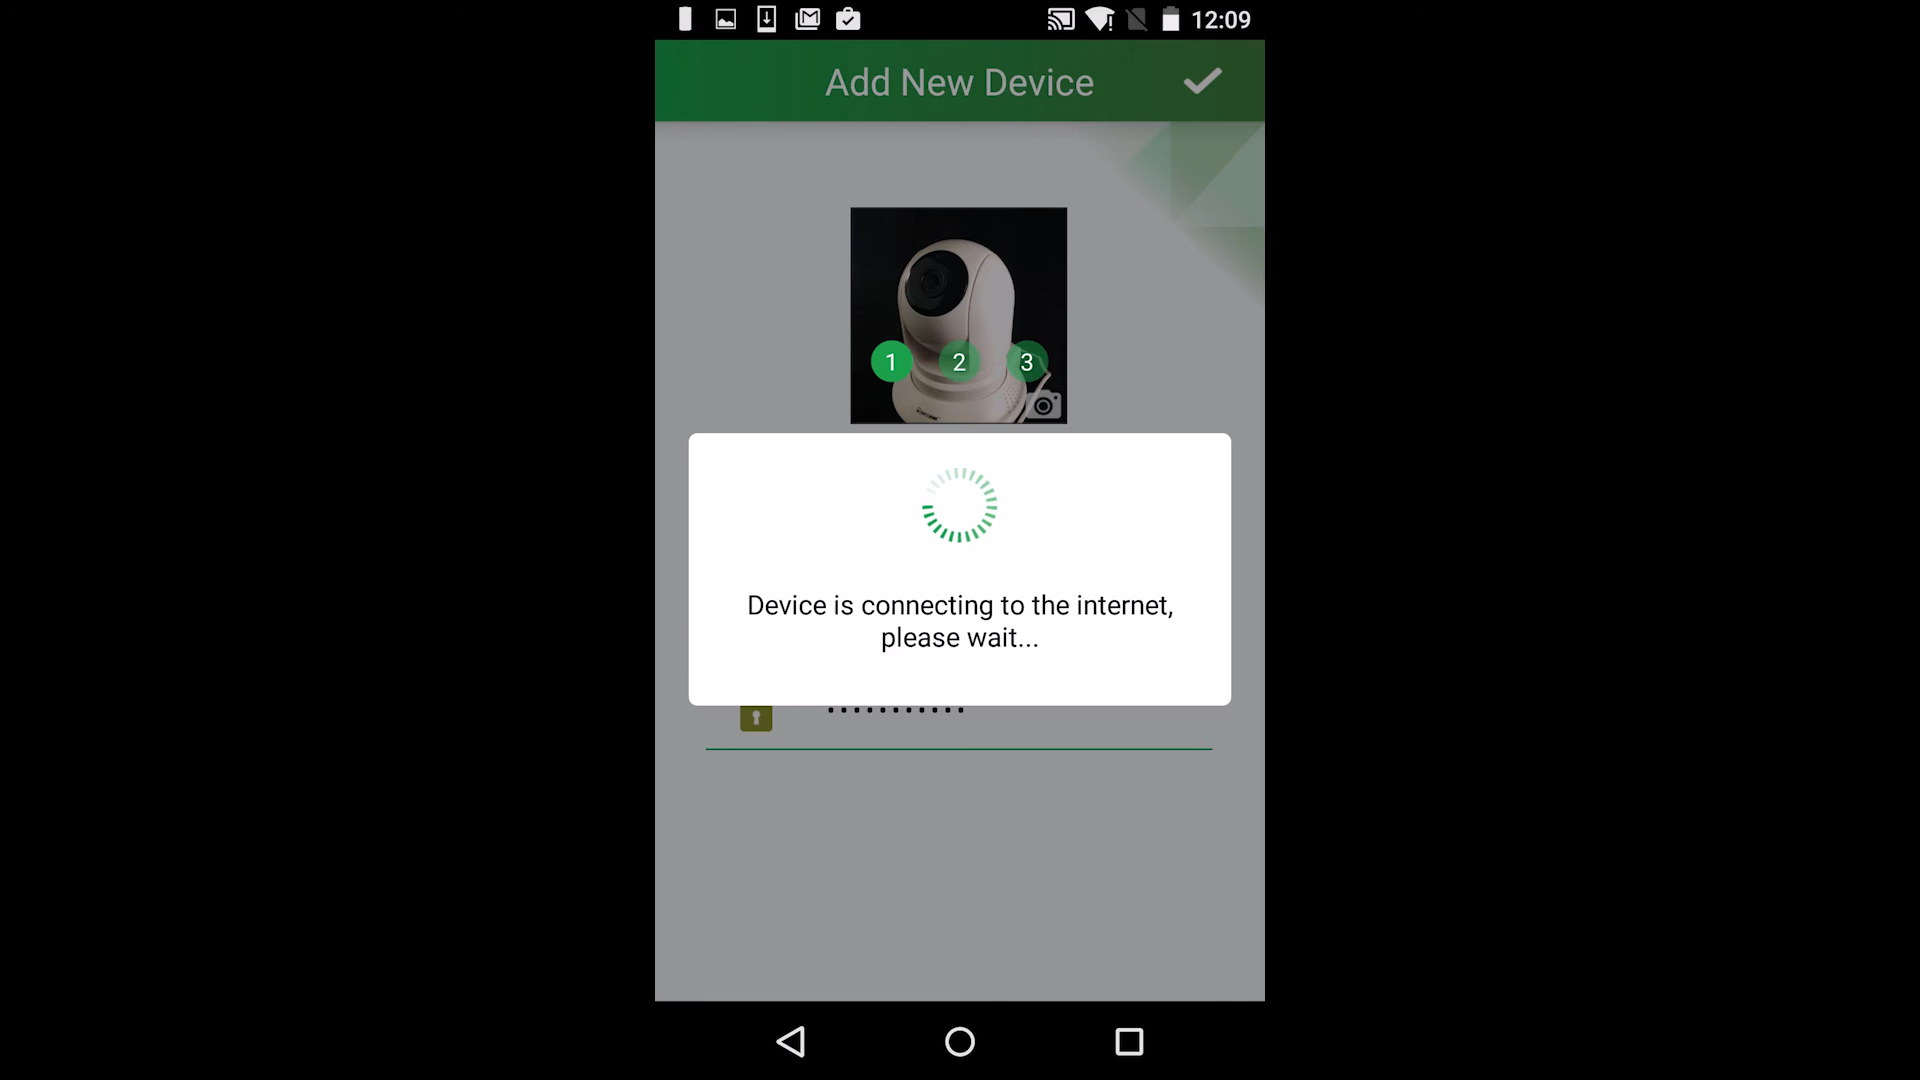 12:09
Add New Device
1 2 3
Device is connecting to the internet,
please wait...
...........